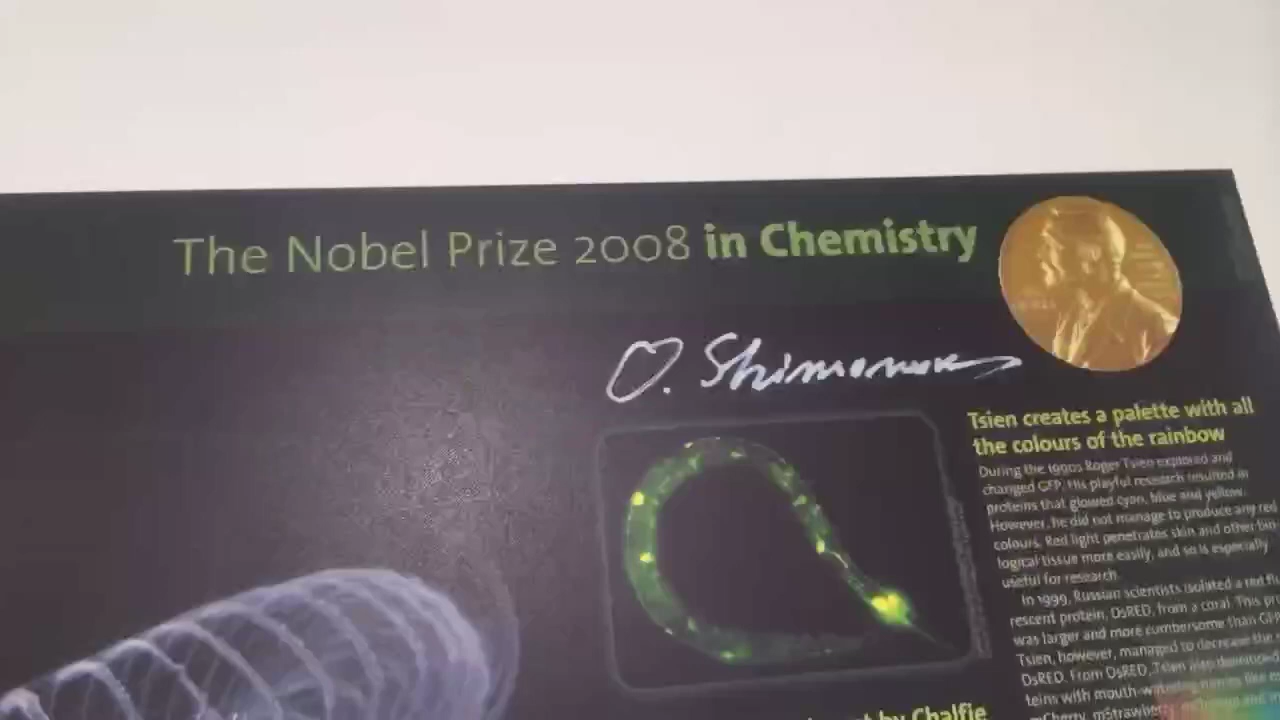 The Nobel Prize 2008 in Chemistry
O. Shimomura
Tsien creates a palette with all
the colours of the rainbow
During the 1990s Roger Tsien explored and
changed GFP. His playful research resulted in
proteins that glowed cyan, blue and yellow.
However, he did not manage to produce any red
colours. Red light penetrates skin and other bio
logical tissue more easily, and so is especially
useful for research.
In 1999, Russian scientists isolated a red
rescent protein, DsRED, from a coral. This
was larger and more cumbersome than
Tsien, however, managed to decrease the
DsRED. From DsRED, Tsien also developed
teins with mouth-watering names like
mCherry, mStrawberry,
by Chalfie